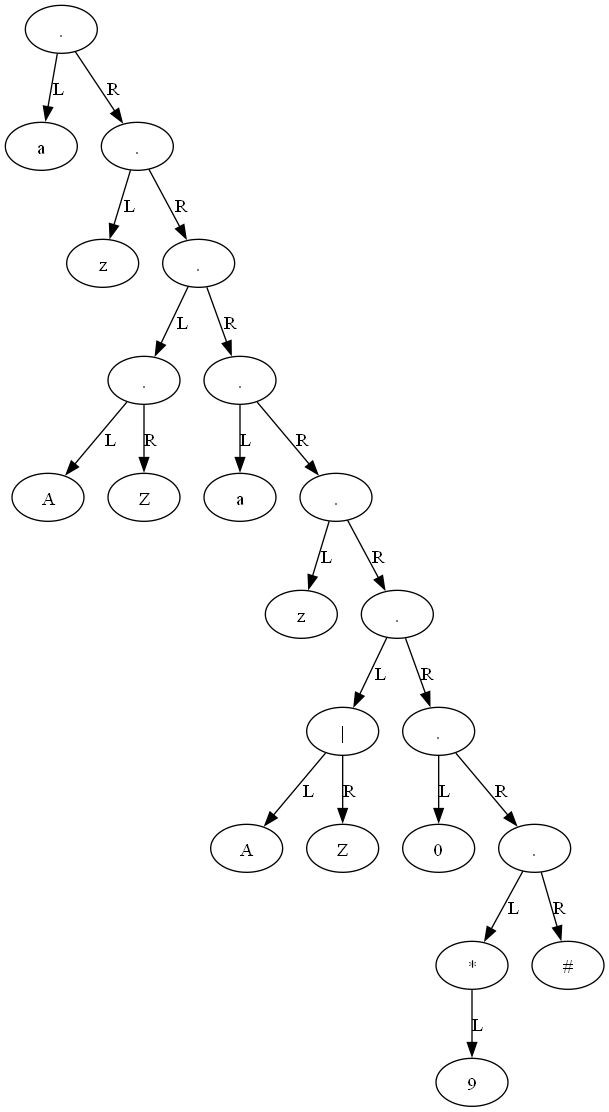 .
L R
a .
L R
z .
L R
. .
L R L R
A Z a .
L R
z .
L R
| .
L R L R
A Z 0 .
L R
* #
L
9